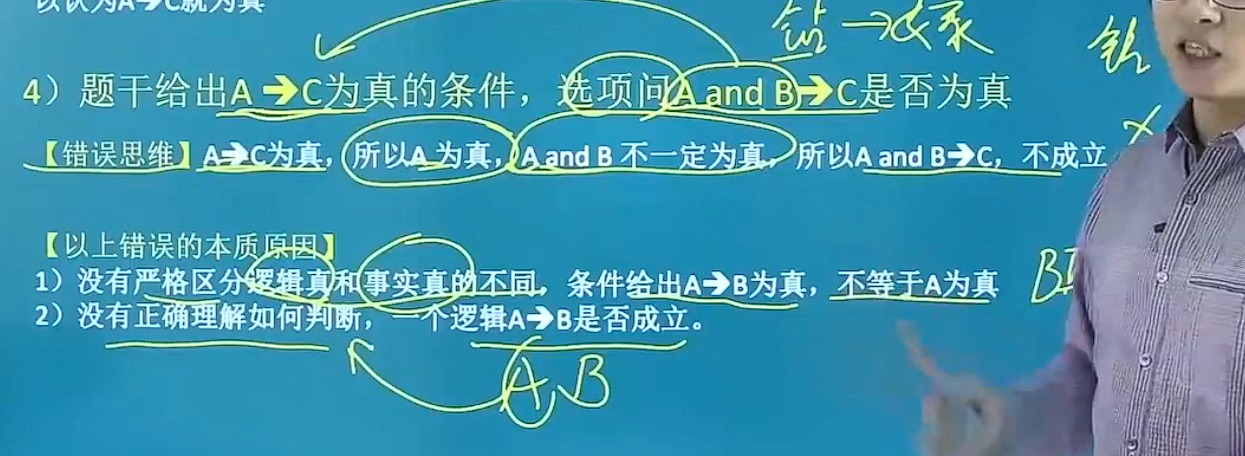 以认为A➔C就为真
钻→女求
4）题干给出A ➔C为真的条件，选项问A and B➔C是否为真
【错误思维】A➔C为真，所以A 为真，A and B 不一定为真，所以A and B➔C，不成立
【以上错误的本质原因】
1）没有严格区分逻辑真和事实真的不同，条件给出A➔B为真，不等于A为真
2）没有正确理解如何判断，一个逻辑A➔B是否成立。
A、B